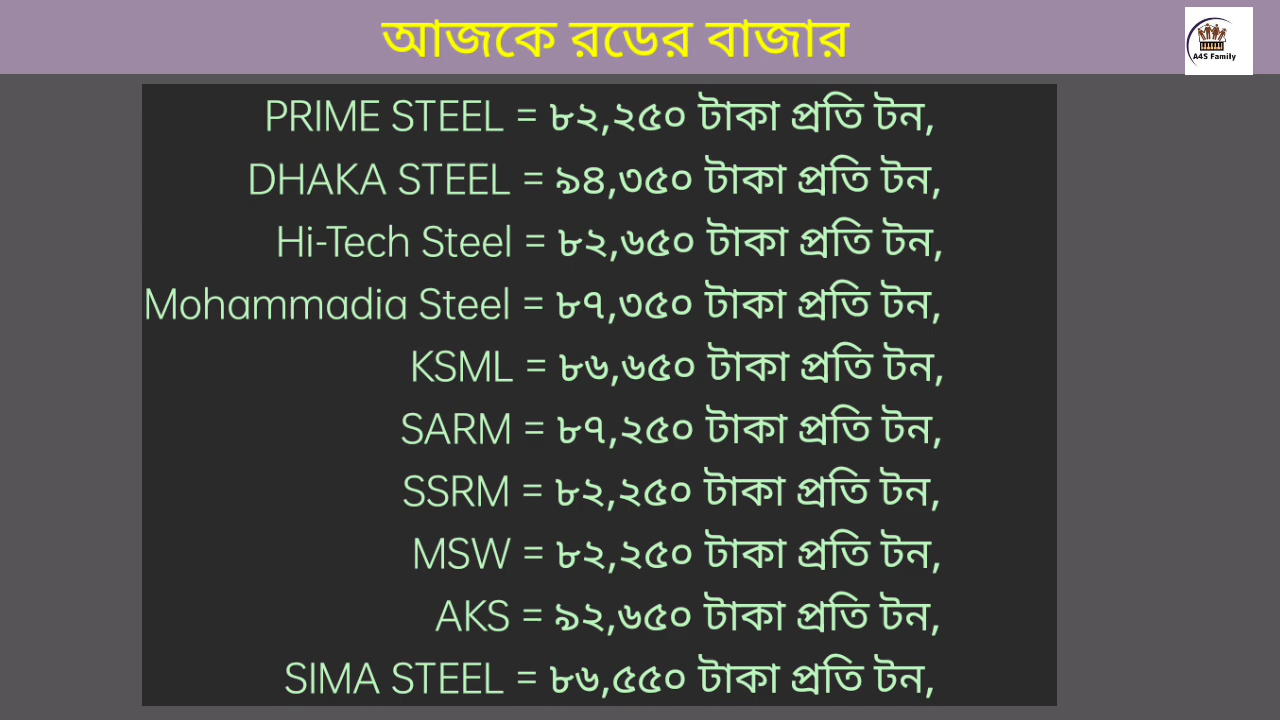 আজকে রডের বাজার
A4S Family
PRIME STEEL = ৮২,২৫০ টাকা প্রতি টন,
DHAKA STEEL = ৯৪,৩৫০ টাকা প্রতি টন,
Hi-Tech Steel = ৮২,৬৫০ টাকা প্রতি টন,
Mohammadia Steel = ৮৭,৩৫০ টাকা প্রতি টন,
KSML = ৮৬,৬৫০ টাকা প্রতি টন,
SARM = ৮৭,২৫০ টাকা প্রতি টন,
SSRM = ৮২,২৫০ টাকা প্রতি টন,
MSW = ৮২,২৫০ টাকা প্রতি টন,
AKS = ৯২,৬৫০ টাকা প্রতি টন,
SIMA STEEL = ৮৬,৫৫০ টাকা প্রতি টন,